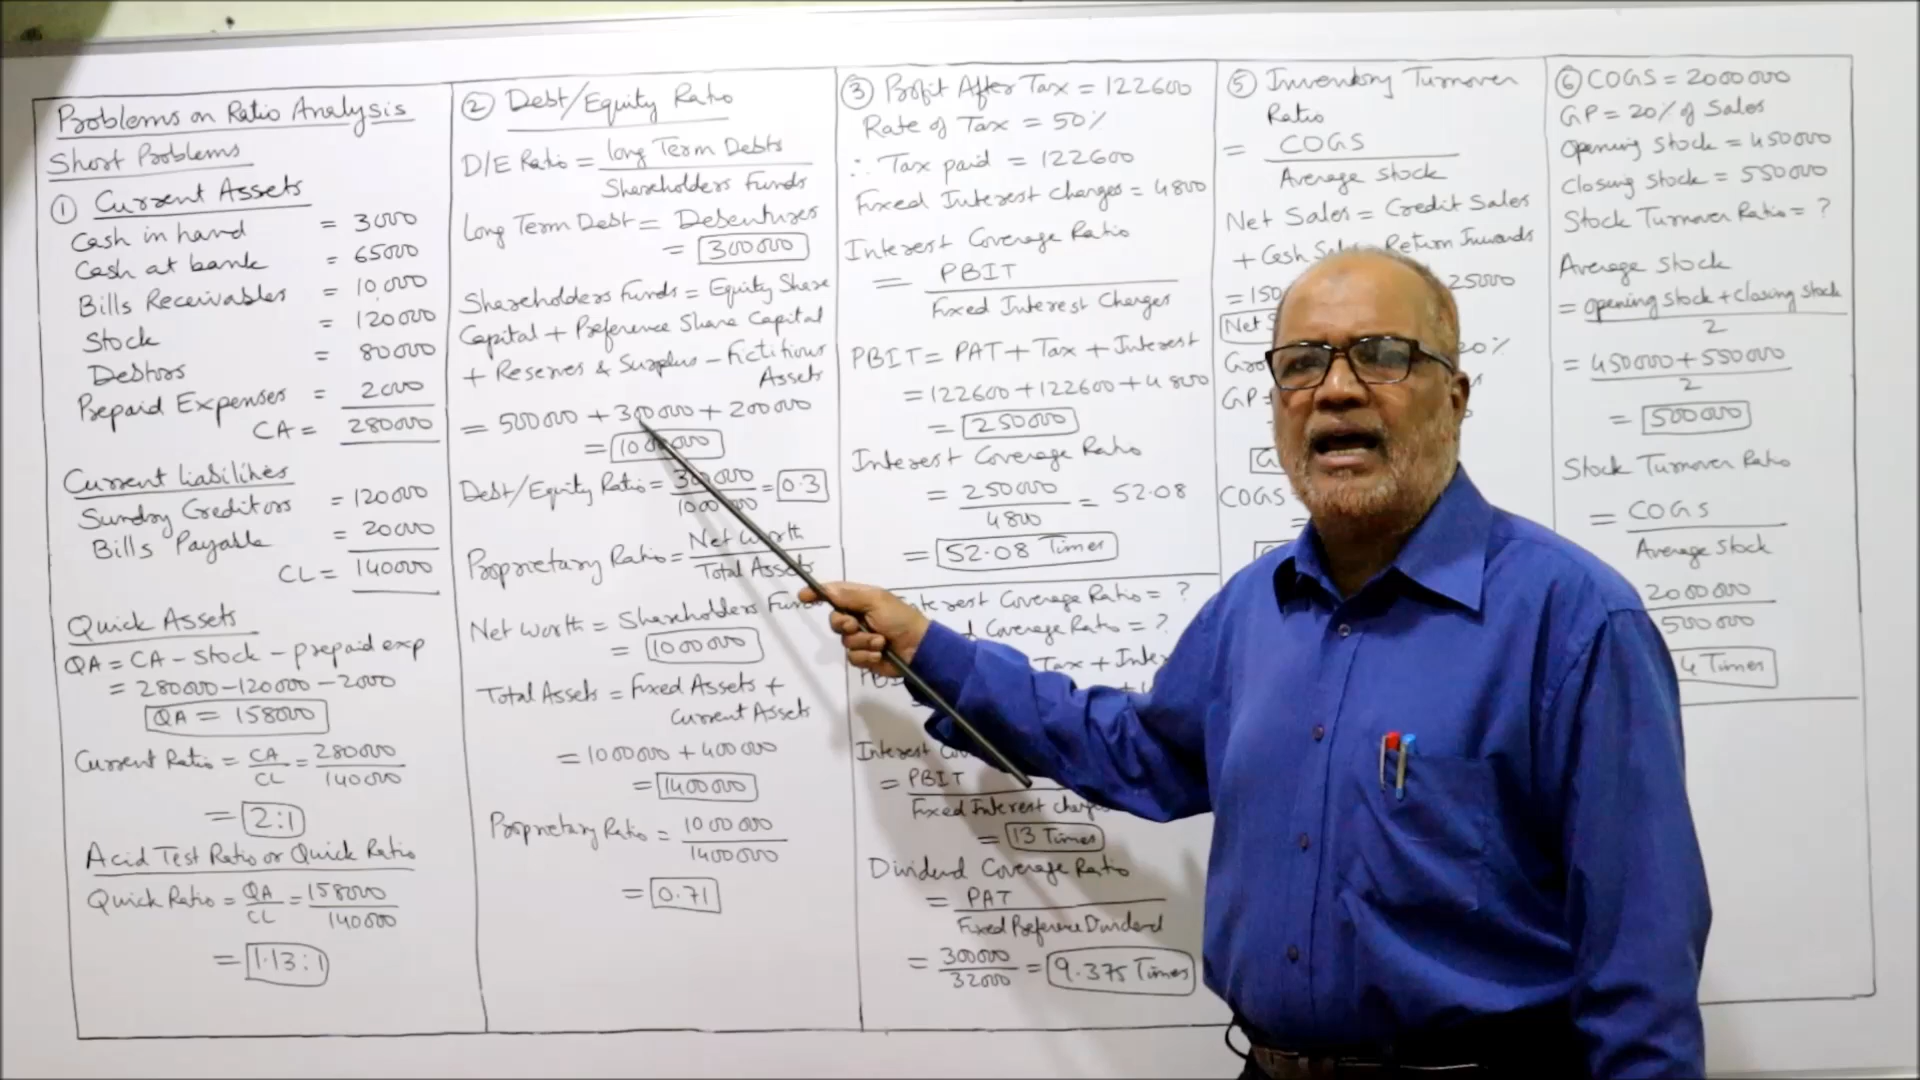 Problems on Ratio Analysis
Short Problems
① Current Assets
Cash in hand = 3000
Cash at bank = 65000
Bills Receivables = 10,000
Stock = 120000
Debtors = 80000
Prepaid Expenses = 2000
CA = 280000
Current Liabilities
Sundry Creditors = 120000
Bills Payable = 20000
CL = 140000
Quick Assets
QA = CA - Stock - prepaid exp
= 280000 - 120000 - 2000
QA = 158000
Current Ratio = CA/CL = 280000/140000
= 2:1
Acid Test Ratio or Quick Ratio
Quick Ratio = QA/CL = 158000/140000
= 1.13:1
② Debt/Equity Ratio
D/E Ratio = Long Term Debts/Shareholders Funds
Long Term Debt = Debentures
= 300000
Shareholders Funds = Equity Share
Capital + Preference Share Capital
+ Reserves & Surplus - Fictitious
Assets
= 500000 + 300000 + 200000
= 1000000
Debt/Equity Ratio = 300000/1000000 = 0.3
Proprietary Ratio = Net Worth/Total Assets
Net Worth = Shareholders Fun
= 1000000
Total Assets = Fixed Assets +
Current Assets
= 1000000 + 400000
= 1400000
Proprietary Ratio = 1000000/1400000
= 0.71
③ Profit After Tax = 122600
Rate of Tax = 50%
∴ Tax paid = 122600
Fixed Interest Charges = 4800
Interest Coverage Ratio
= PBIT/Fixed Interest Charges
PBIT = PAT + Tax + Interest
= 122600 + 122600 + 4800
= 250000
Interest Coverage Ratio
= 250000/4800 = 52.08
= 52.08 Times
Interest Coverage Ratio = ?
Coverage Ratio = ?
Tax + Inte
Interest
= PBIT/Fixed Interest charges
= 13 Times
Dividend Coverage Ratio
= PAT/Fixed Preference Dividend
= 300000/32000 = 9.375 Times
⑤ Inventory Turnover
Ratio
= COGS/Average Stock
Net Sales = Credit Sales
+ Cash Sales - Return Inwards
= 150 25000
Net S
Gro 20%
GP =
COGS
=
⑥ COGS = 2000000
GP = 20% of Sales
Opening Stock = 450000
Closing Stock = 550000
Stock Turnover Ratio = ?
Average Stock
= Opening Stock + Closing Stock/2
= 450000 + 550000/2
= 500000
Stock Turnover Ratio
= COGS/Average Stock
2000000/500000
4 Times